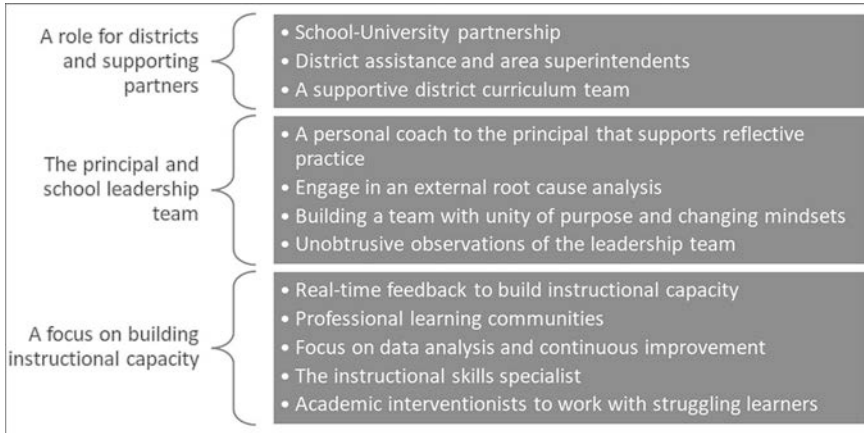 A role for districts
and supporting
partners
• School-University partnership
• District assistance and area superintendents
• A supportive district curriculum team
The principal and
school leadership
team
• A personal coach to the principal that supports reflective
practice
• Engage in an external root cause analysis
• Building a team with unity of purpose and changing mindsets
• Unobtrusive observations of the leadership team
A focus on building
instructional capacity
• Real-time feedback to build instructional capacity
• Professional learning communities
• Focus on data analysis and continuous improvement
• The instructional skills specialist
• Academic interventionists to work with struggling learners